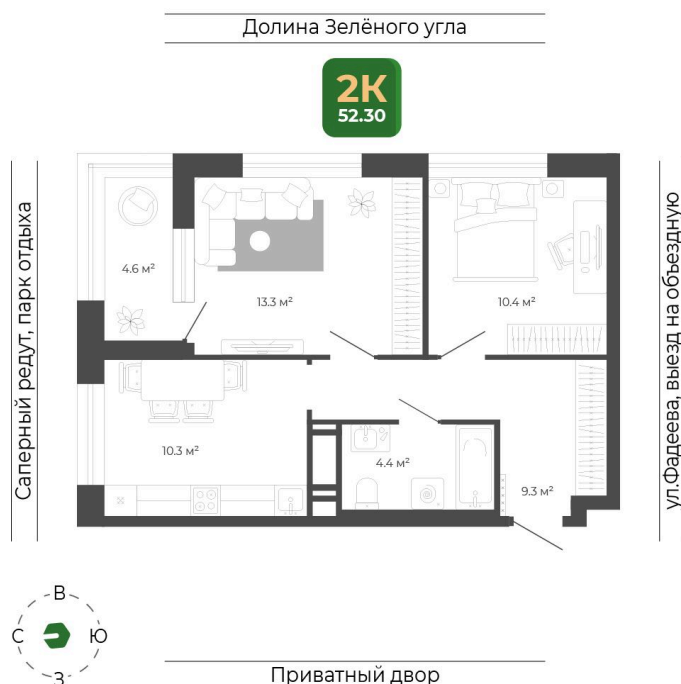 Долина Зелёного угла
2К
52.30
Саперный редут, парк отдыха
ул.Фадеева, выезд на объездную
4.6 м²
13.3 м²
10.4 м²
10.3 м²
4.4 м²
9.3 м²
В
С
Ю
З
Приватный двор